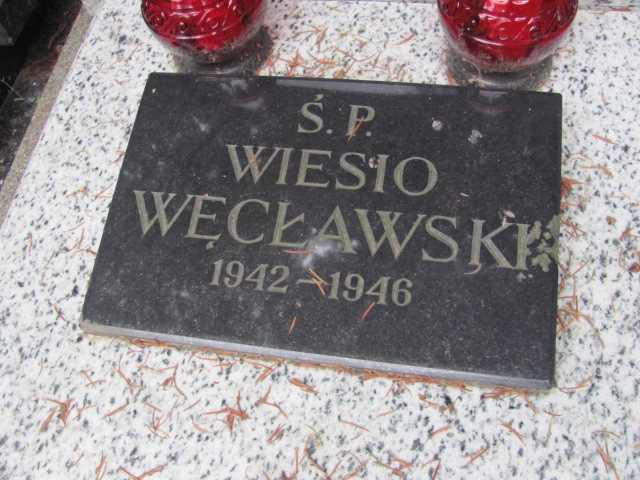 Ś. P.
WIESIO
WĘCŁAWSKI
1942-1946